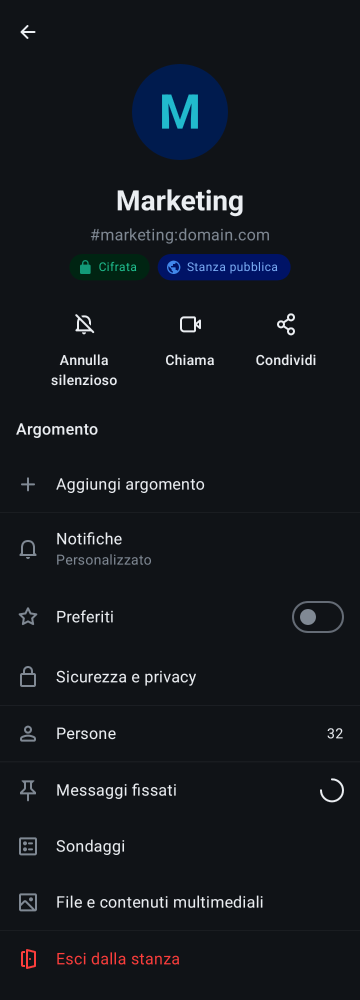 M
Marketing
#marketing:domain.com
Cifrata
Stanza pubblica
Annulla
silenzioso
Chiama
Condividi
Argomento
Aggiungi argomento
Notifiche
Personalizzato
Preferiti
Sicurezza e privacy
Persone
32
Messaggi fissati
Sondaggi
File e contenuti multimediali
Esci dalla stanza